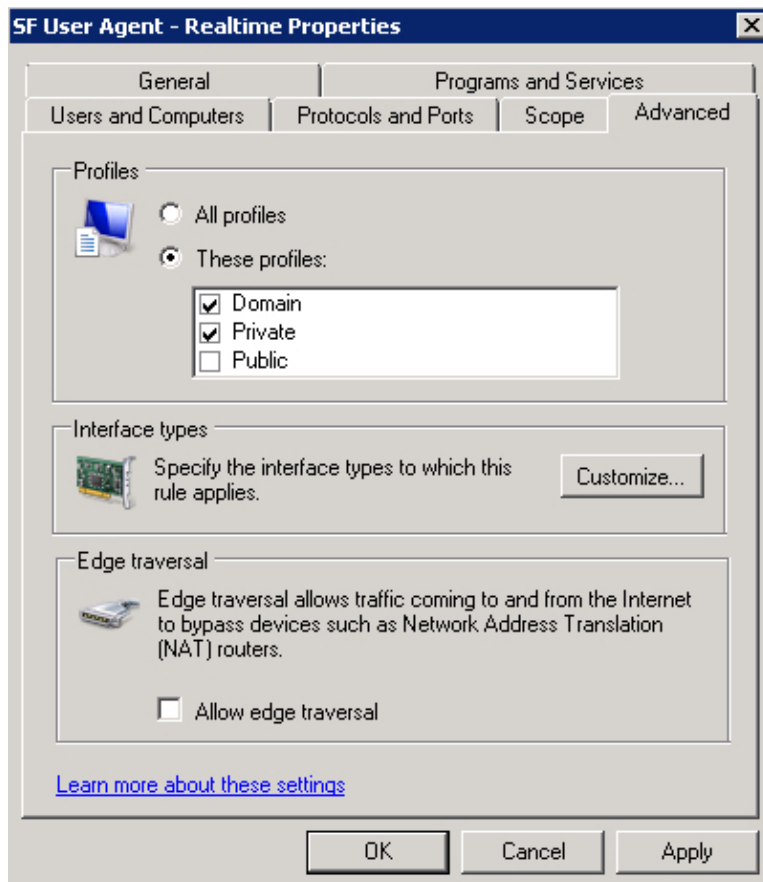 SF User Agent - Realtime Properties
General
Programs and Services
Users and Computers
Protocols and Ports
Scope
Advanced
Profiles
All profiles
These profiles:
Domain
Private
Public
Interface types
Specify the interface types to which this
rule applies.
Customize...
Edge traversal
Edge traversal allows traffic coming to and from the Internet
to bypass devices such as Network Address Translation
(NAT) routers.
Allow edge traversal
Learn more about these settings
OK
Cancel
Apply